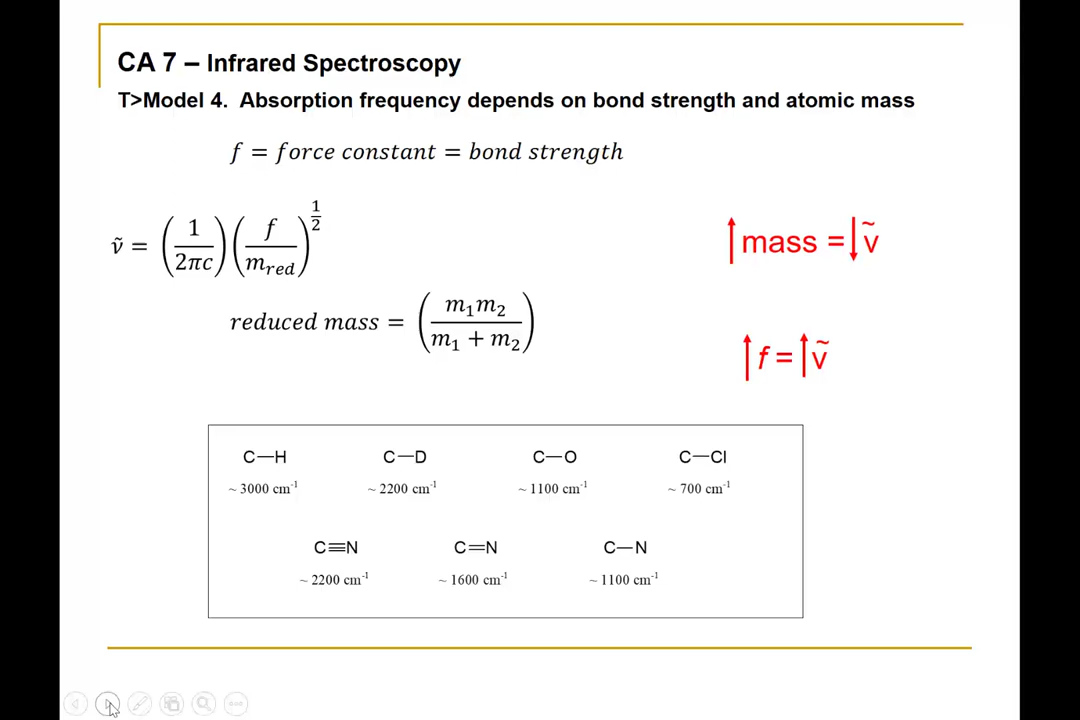 CA 7 – Infrared Spectroscopy
T>Model 4. Absorption frequency depends on bond strength and atomic mass
f = force constant = bond strength
ṽ = (1/2πc)(f/m_red)^(1/2)
↑mass = ↓ṽ
reduced mass = (m₁m₂/(m₁ + m₂))
↑f = ↑ṽ
C—H C—D C—O C—Cl
~ 3000 cm⁻¹ ~ 2200 cm⁻¹ ~ 1100 cm⁻¹ ~ 700 cm⁻¹
C≡N C=N C—N
~ 2200 cm⁻¹ ~ 1600 cm⁻¹ ~ 1100 cm⁻¹